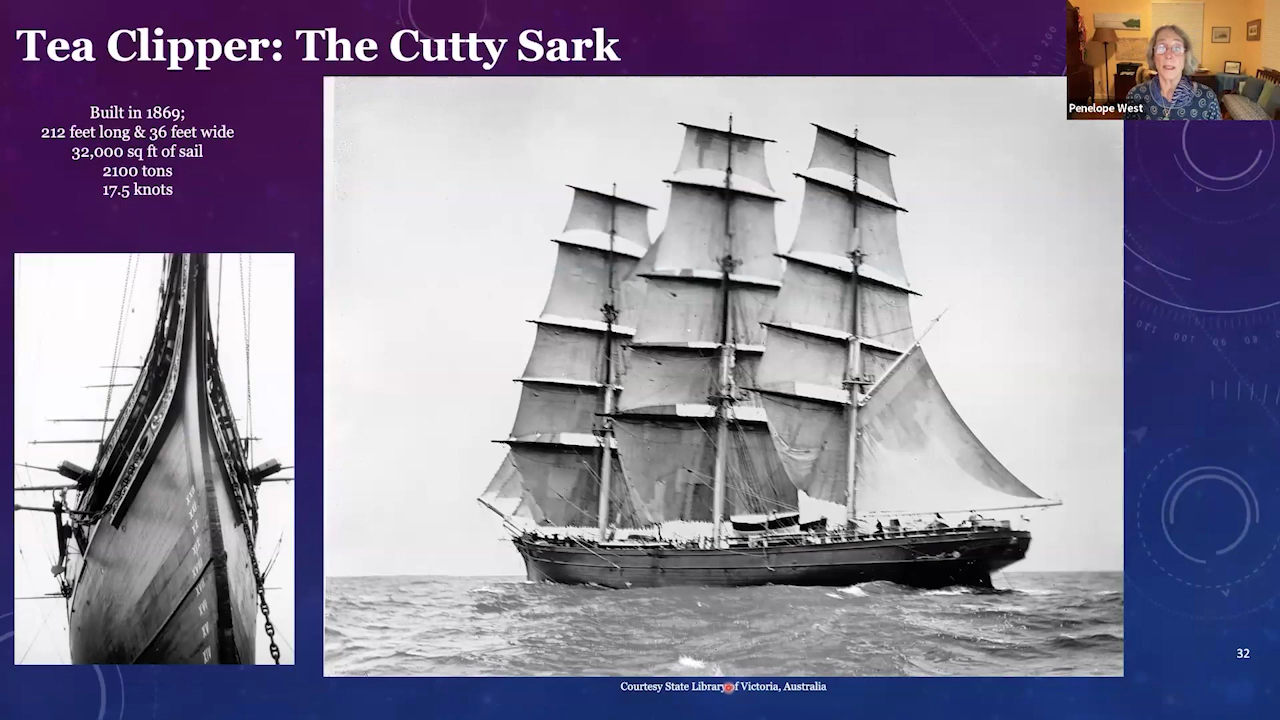 Tea Clipper: The Cutty Sark
Built in 1869;
212 feet long & 36 feet wide
32,000 sq ft of sail
2100 tons
17.5 knots
Penelope West
Courtesy State Library of Victoria, Australia
32